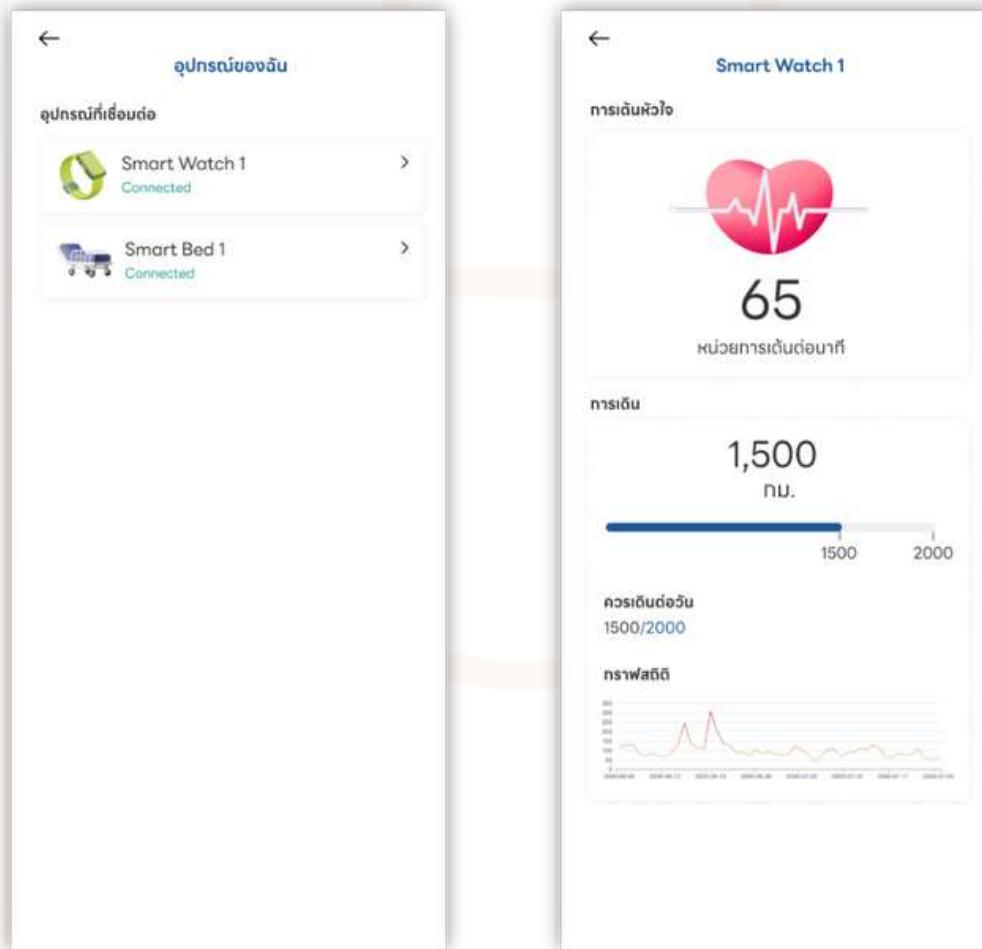 อุปกรณ์ของฉัน
อุปกรณ์ที่เชื่อมต่อ
Smart Watch 1
Connected
Smart Bed 1
Connected
Smart Watch 1
การเต้นหัวใจ
65
หน่วยการเต้นต่อนาที
การเดิน
1,500
กม.
1500 2000
ควรเดินต่อวัน
1500/2000
กราฟสถิติ